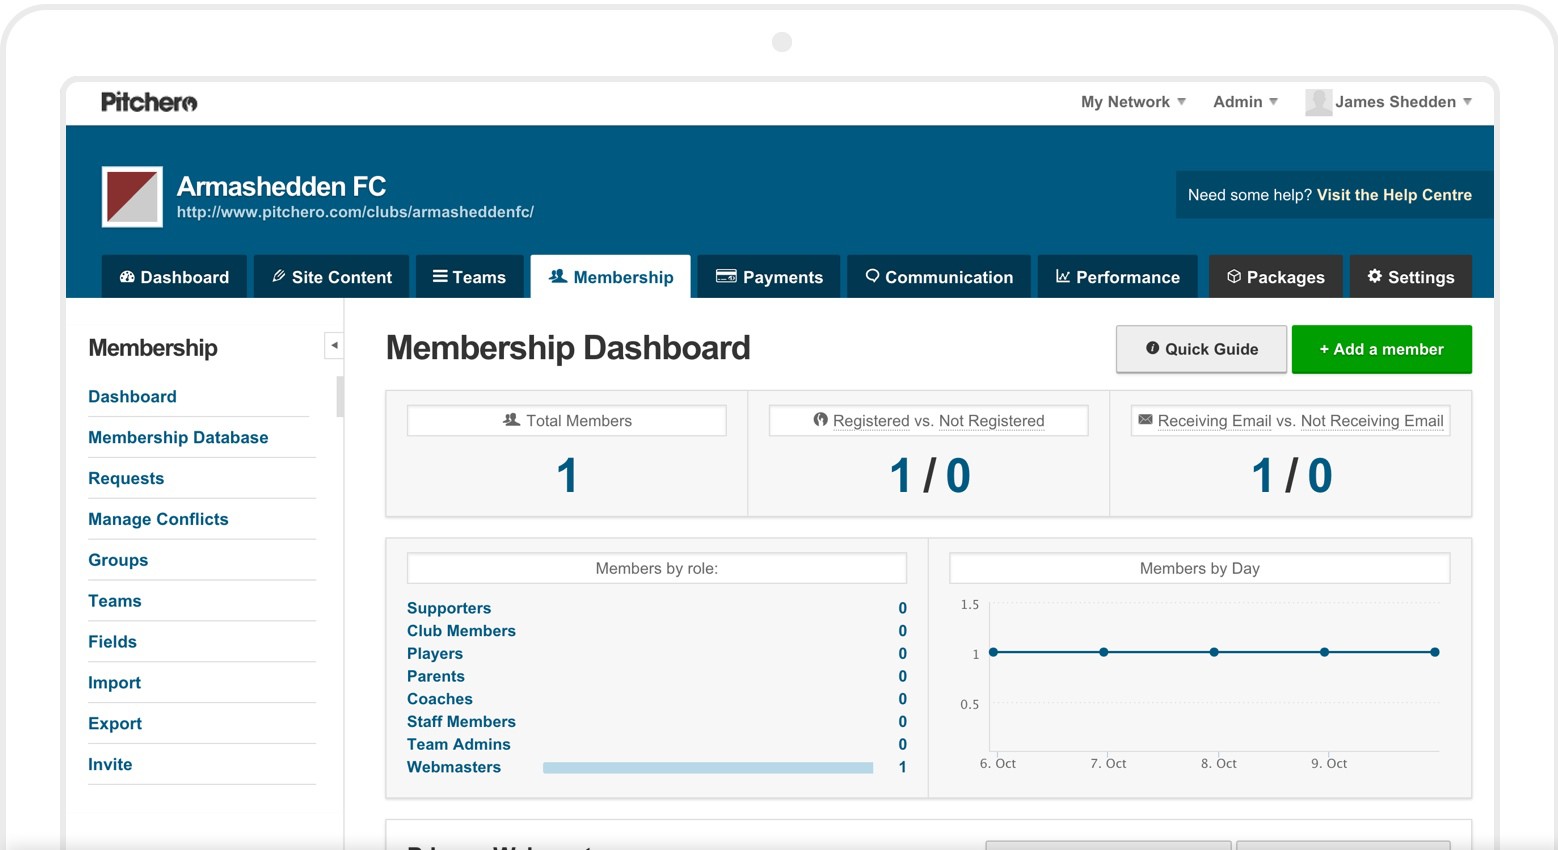 Pitchero
My Network Admin James Shedden
Armashedden FC
http://www.pitchero.com/clubs/armasheddenfc/
Need some help? Visit the Help Centre
Dashboard Site Content Teams Membership Payments Communication Performance Packages Settings
Membership
Dashboard
Membership Database
Requests
Manage Conflicts
Groups
Teams
Fields
Import
Export
Invite
Membership Dashboard
Quick Guide
+ Add a member
Total Members
1
Registered vs. Not Registered
1 / 0
Receiving Email vs. Not Receiving Email
1 / 0
Members by role:
Supporters 0
Club Members 0
Players 0
Parents 0
Coaches 0
Staff Members 0
Team Admins 0
Webmasters 1
Members by Day
1.5
1
0.5
6. Oct 7. Oct 8. Oct 9. Oct